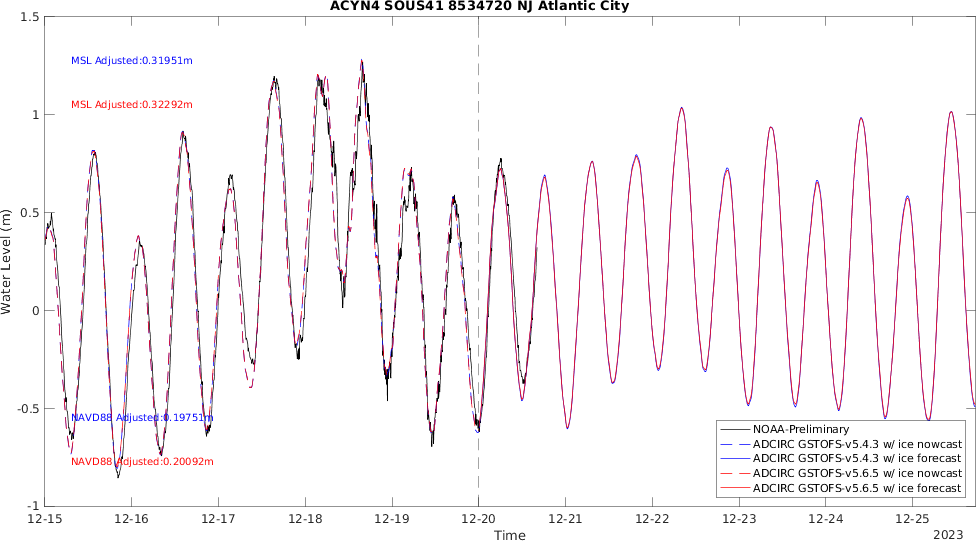 ACYN4 SOUS41 8534720 NJ Atlantic City
1.5
1
0.5
0
-0.5
-1
Water Level (m)
MSL Adjusted:0.31951m
MSL Adjusted:0.32292m
NAVD88 Adjusted:0.19751m
NAVD88 Adjusted:0.20092m
NOAA-Preliminary
ADCIRC GSTOFS-v5.4.3 w/ ice nowcast
ADCIRC GSTOFS-v5.4.3 w/ ice forecast
ADCIRC GSTOFS-v5.6.5 w/ ice nowcast
ADCIRC GSTOFS-v5.6.5 w/ ice forecast
12-15 12-16 12-17 12-18 12-19 12-20 12-21 12-22 12-23 12-24 12-25
Time
2023